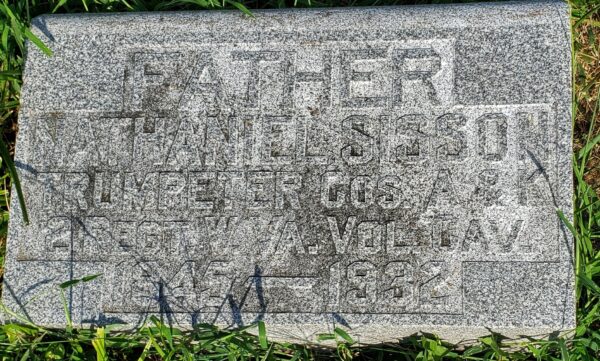 FATHER
NATHANIEL SISSON
TRUMPETER COS. A & K
2 REGT. W. VA. VOL. CAV.
1845 — 1932